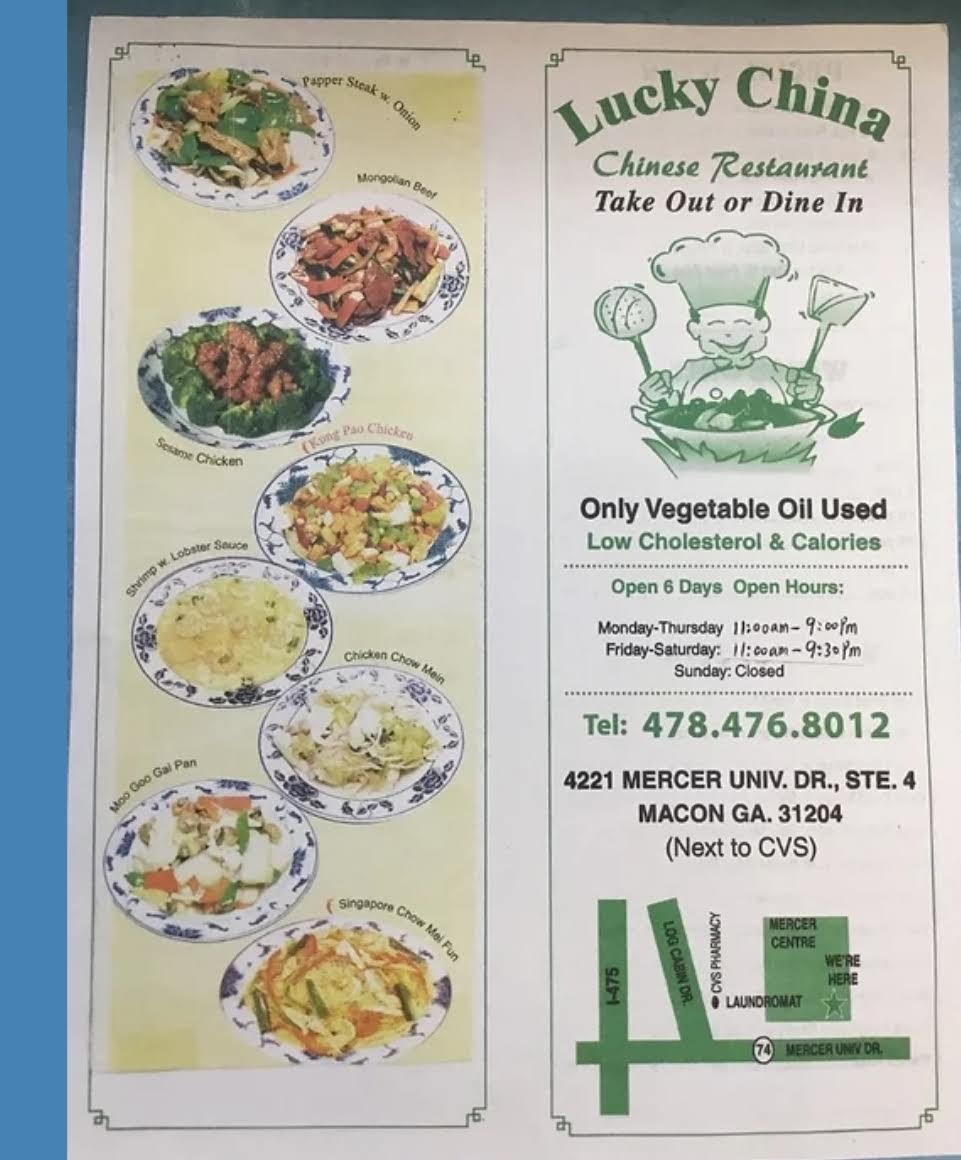 Papper Steak w. Onion
Mongolian Beef
Sesame Chicken
Kung Pao Chicken
Shrimp w. Lobster Sauce
Chicken Chow Mein
Moo Goo Gai Pan
Singapore Chow Mei Fun
Lucky China
Chinese Restaurant
Take Out or Dine In
Only Vegetable Oil Used
Low Cholesterol & Calories
Open 6 Days Open Hours:
Monday-Thursday 11:00am - 9:00Pm
Friday-Saturday: 11:00am - 9:30Pm
Sunday: Closed
Tel: 478.476.8012
4221 MERCER UNIV. DR., STE. 4
MACON GA. 31204
(Next to CVS)
I-475
LOG CABIN DR.
CVS PHARMACY
LAUNDROMAT
MERCER
CENTRE
WE'RE
HERE
74 MERCER UNIV DR.